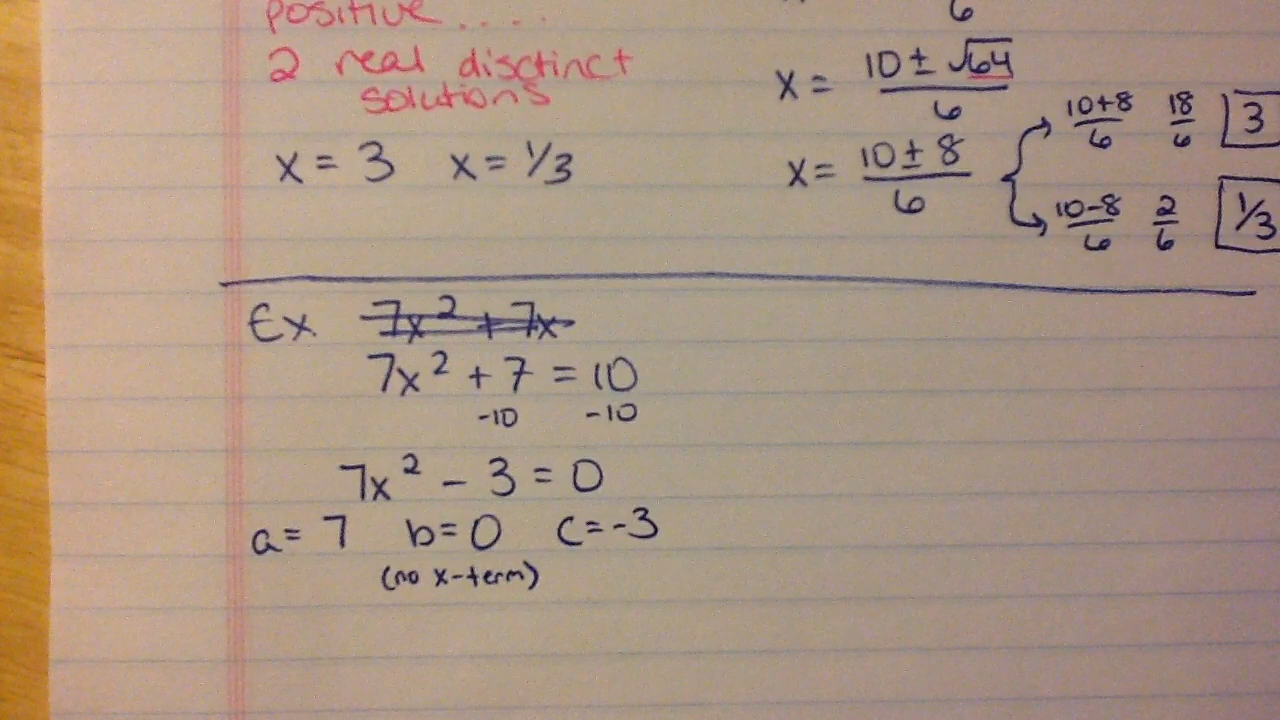 positive....
2 real disctinct
solutions
x = 3 x = 1/3
6
x = 10 ± √64 / 6
x = 10 ± 8 / 6
10+8 / 6 18 / 6 3
10-8 / 6 2 / 6 1/3
Ex 7x² + 7x
7x² + 7 = 10
-10 -10
7x² - 3 = 0
a = 7 b = 0 c = -3
(no x-term)